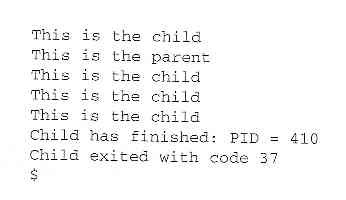 This is the child
This is the parent
This is the child
This is the child
This is the child
Child has finished: PID = 410
Child exited with code 37
$